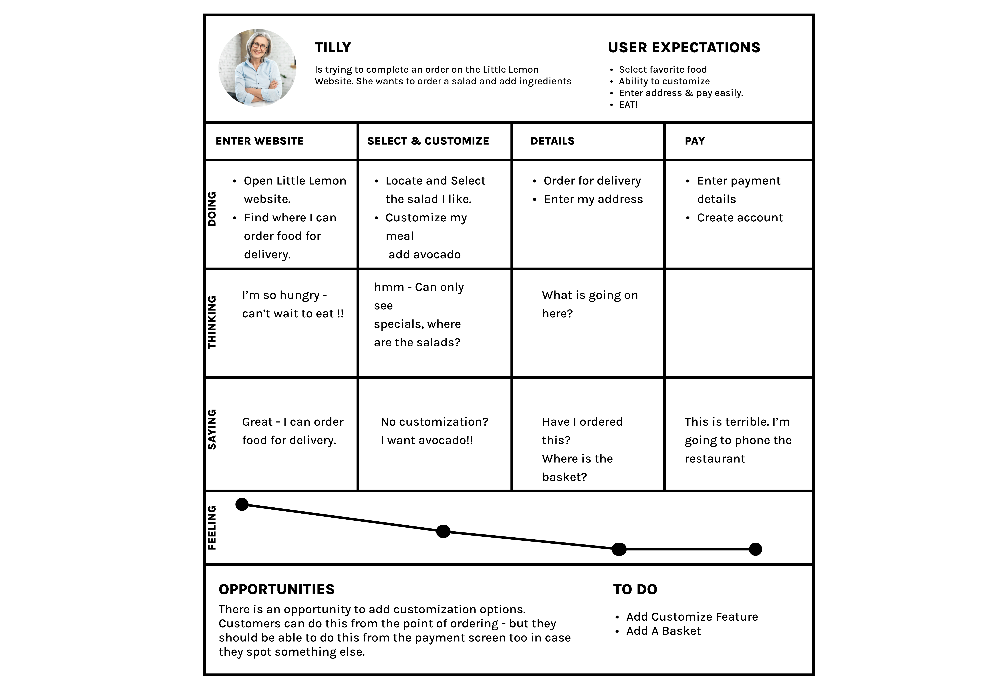 TILLY
Is trying to complete an order on the Little Lemon
Website. She wants to order a salad and add ingredients
USER EXPECTATIONS
• Select favorite food
• Ability to customize
• Enter address & pay easily.
• EAT!
ENTER WEBSITE
SELECT & CUSTOMIZE
DETAILS
PAY
DOING
• Open Little Lemon
website.
• Find where I can
order food for
delivery.
• Locate and Select
the salad I like.
• Customize my
meal
add avocado
• Order for delivery
• Enter my address
• Enter payment
details
• Create account
THINKING
I’m so hungry -
can’t wait to eat !!
hmm - Can only
see
specials, where
are the salads?
What is going on
here?
SAYING
Great - I can order
food for delivery.
No customization?
I want avocado!!
Have I ordered
this?
Where is the
basket?
This is terrible. I’m
going to phone the
restaurant
FEELING
OPPORTUNITIES
There is an opportunity to add customization options.
Customers can do this from the point of ordering - but they
should be able to do this from the payment screen too in case
they spot something else.
TO DO
• Add Customize Feature
• Add A Basket